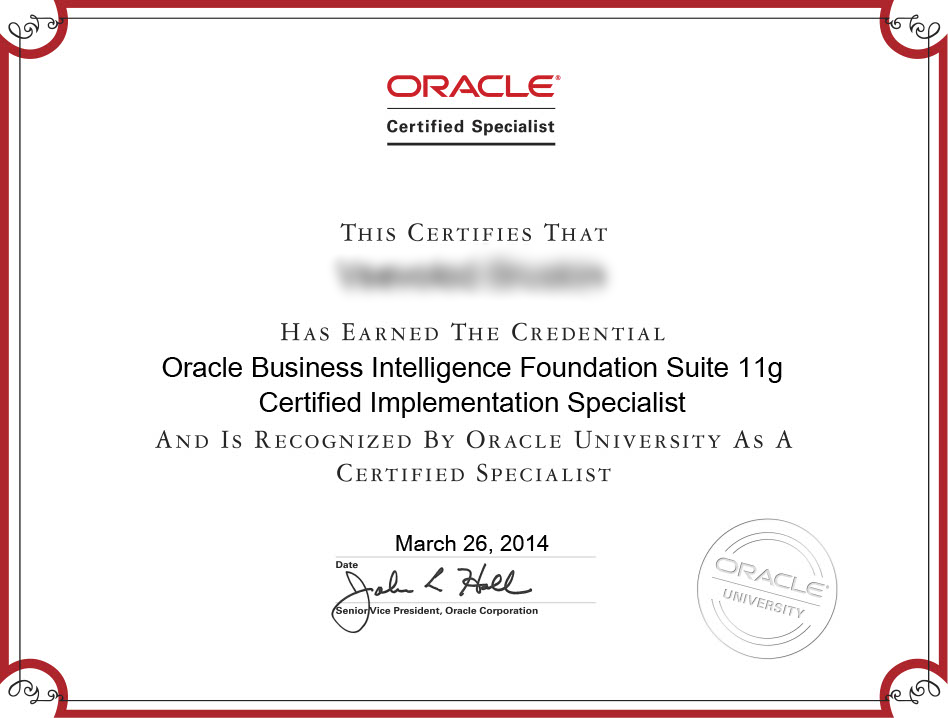 ORACLE®
Certified Specialist
THIS CERTIFIES THAT
HAS EARNED THE CREDENTIAL
Oracle Business Intelligence Foundation Suite 11g
Certified Implementation Specialist
AND IS RECOGNIZED BY ORACLE UNIVERSITY AS A
CERTIFIED SPECIALIST
March 26, 2014
Date
John L Hall
Senior Vice President, Oracle Corporation
ORACLE®
UNIVERSITY